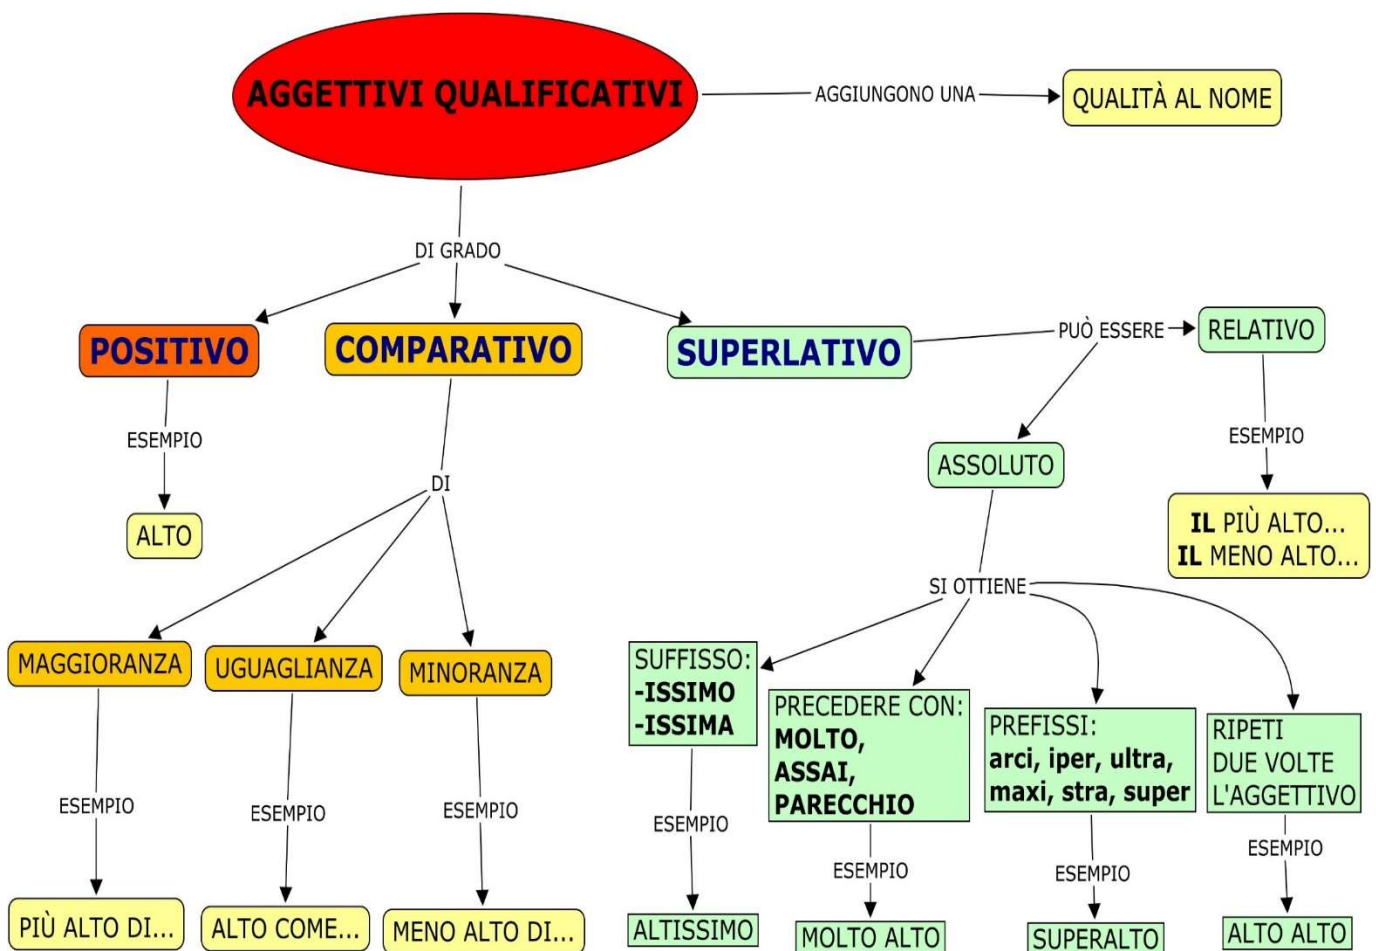 AGGETTIVI QUALIFICATIVI
AGGIUNGONO UNA
QUALITÀ AL NOME
DI GRADO
POSITIVO
COMPARATIVO
SUPERLATIVO
PUÒ ESSERE
RELATIVO
ESEMPIO
ALTO
DI
ASSOLUTO
ESEMPIO
IL PIÙ ALTO...
IL MENO ALTO...
SI OTTIENE
MAGGIORANZA
UGUAGLIANZA
MINORANZA
SUFFISSO:
-ISSIMO
-ISSIMA
PRECEDERE CON:
MOLTO,
ASSAI,
PARECCHIO
PREFISSI:
arci, iper, ultra,
maxi, stra, super
RIPETI
DUE VOLTE
L'AGGETTIVO
ESEMPIO
ESEMPIO
ESEMPIO
ESEMPIO
ESEMPIO
ESEMPIO
ESEMPIO
PIÙ ALTO DI...
ALTO COME...
MENO ALTO DI...
ALTISSIMO
MOLTO ALTO
SUPERALTO
ALTO ALTO